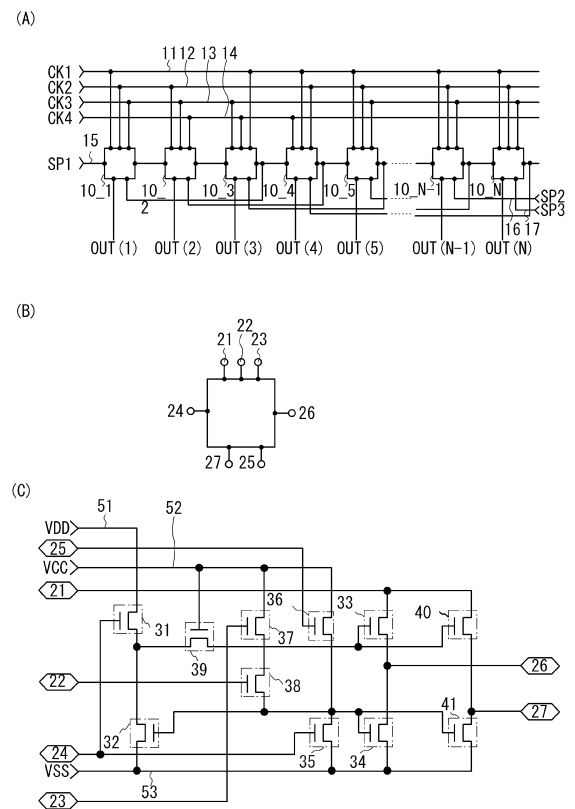 (A)
11 12 13 14
CK1
CK2
CK3
CK4
15
SP1
10_1 10_2 10_3 10_4 10_5 10_N-1 10_N
SP2
SP3
16 17
OUT(1) OUT(2) OUT(3) OUT(4) OUT(5) OUT(N-1) OUT(N)
(B)
22
21 23
24 26
27 25
(C)
51 52
VDD
25
VCC
21
36 33 40
31 37
39
26
22 38
27
32 41
24
35 34
VSS
53
23